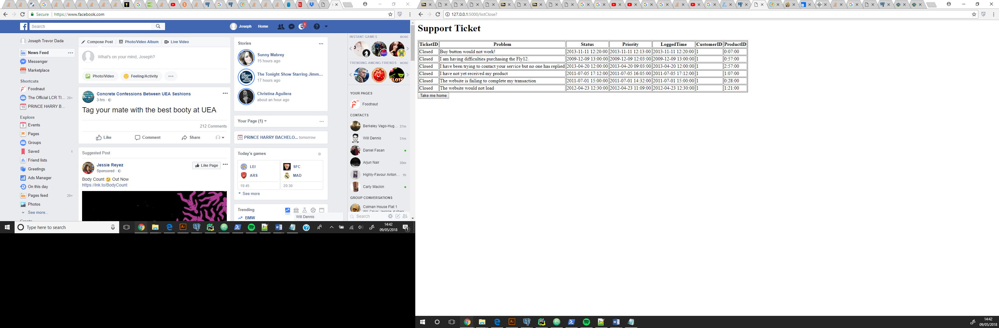 Secure | https://www.facebook.com
Search
Joseph Home
1
Joseph Trevor Dada
News Feed
Messenger
Marketplace
Shortcuts
Foodnaut
The Official LCR TI... 20+
PRINCE HARRY B...
Explore
Events
Pages
Groups
Saved 1
Friend lists
Greetings
Ads Manager
On this day
Pages feed 20+
Photos
See more...
Compose Post Photo/Video Album Live Video
What's on your mind, Joseph?
Photo/Video Feeling/Activity
Concrete Confessions Between UEA Seshions
3 hrs
Tag your mate with the best booty at UEA
212 Comments
Like Comment Share
Suggested Post
Jessie Reyez
Sponsored
Like Page
Body Count 😉 Out Now
https://lnk.to/BodyCount
Stories
Sunny Mabrey
15 hours ago
The Tonight Show Starring Jimm...
17 hours ago
Christina Aguilera
about an hour ago
Your Page (1)
PRINCE HARRY BACHELO... tomorrow
Today's games
LEI SFC
ARS MAD
19:45 20:30
See more
Trending
BMW
Will Dennis
INSTANT GAMES MORE
TRENDING AMONG FRIENDS MORE
YOUR PAGES
Foodnaut
CONTACTS
Berkeley Vago-Hug... 37m
Will Dennis 31m
Daniel Fasan
Arjun Nair 30m
Highly-Favour Anton... 1h
Carly Mackin
GROUP CONVERSATIONS
Colman House Flat 1
Search
Type here to search
14:42
09/05/2018
127.0.0.1:5000/listClose?
Support Ticket
TicketID Problem Status Priority LoggedTime CustomerID ProductID
Closed Buy button would not work! 2013-11-11 12:20:00 2013-11-11 12:13:00 2013-11-11 12:20:00 1 0:07:00
Closed I am having difficulties purchasing the Fly12. 2009-12-09 13:00:00 2009-12-09 12:03:00 2009-12-09 13:00:00 1 0:57:00
Closed I have been trying to contact your service but no one has replied 2013-04-20 12:00:00 2013-04-20 09:03:00 2013-04-20 12:00:00 1 2:57:00
Closed I have not yet received my product 2011-07-05 17:12:00 2011-07-05 16:05:00 2011-07-05 17:12:00 1 1:07:00
Closed The website is failing to complete my transaction 2011-07-01 15:00:00 2011-07-01 14:32:00 2011-07-01 15:00:00 1 0:28:00
Closed The website would not load 2012-04-23 12:30:00 2012-04-23 11:09:00 2012-04-23 12:30:00 1 1:21:00
Take me home
14:42
09/05/2018